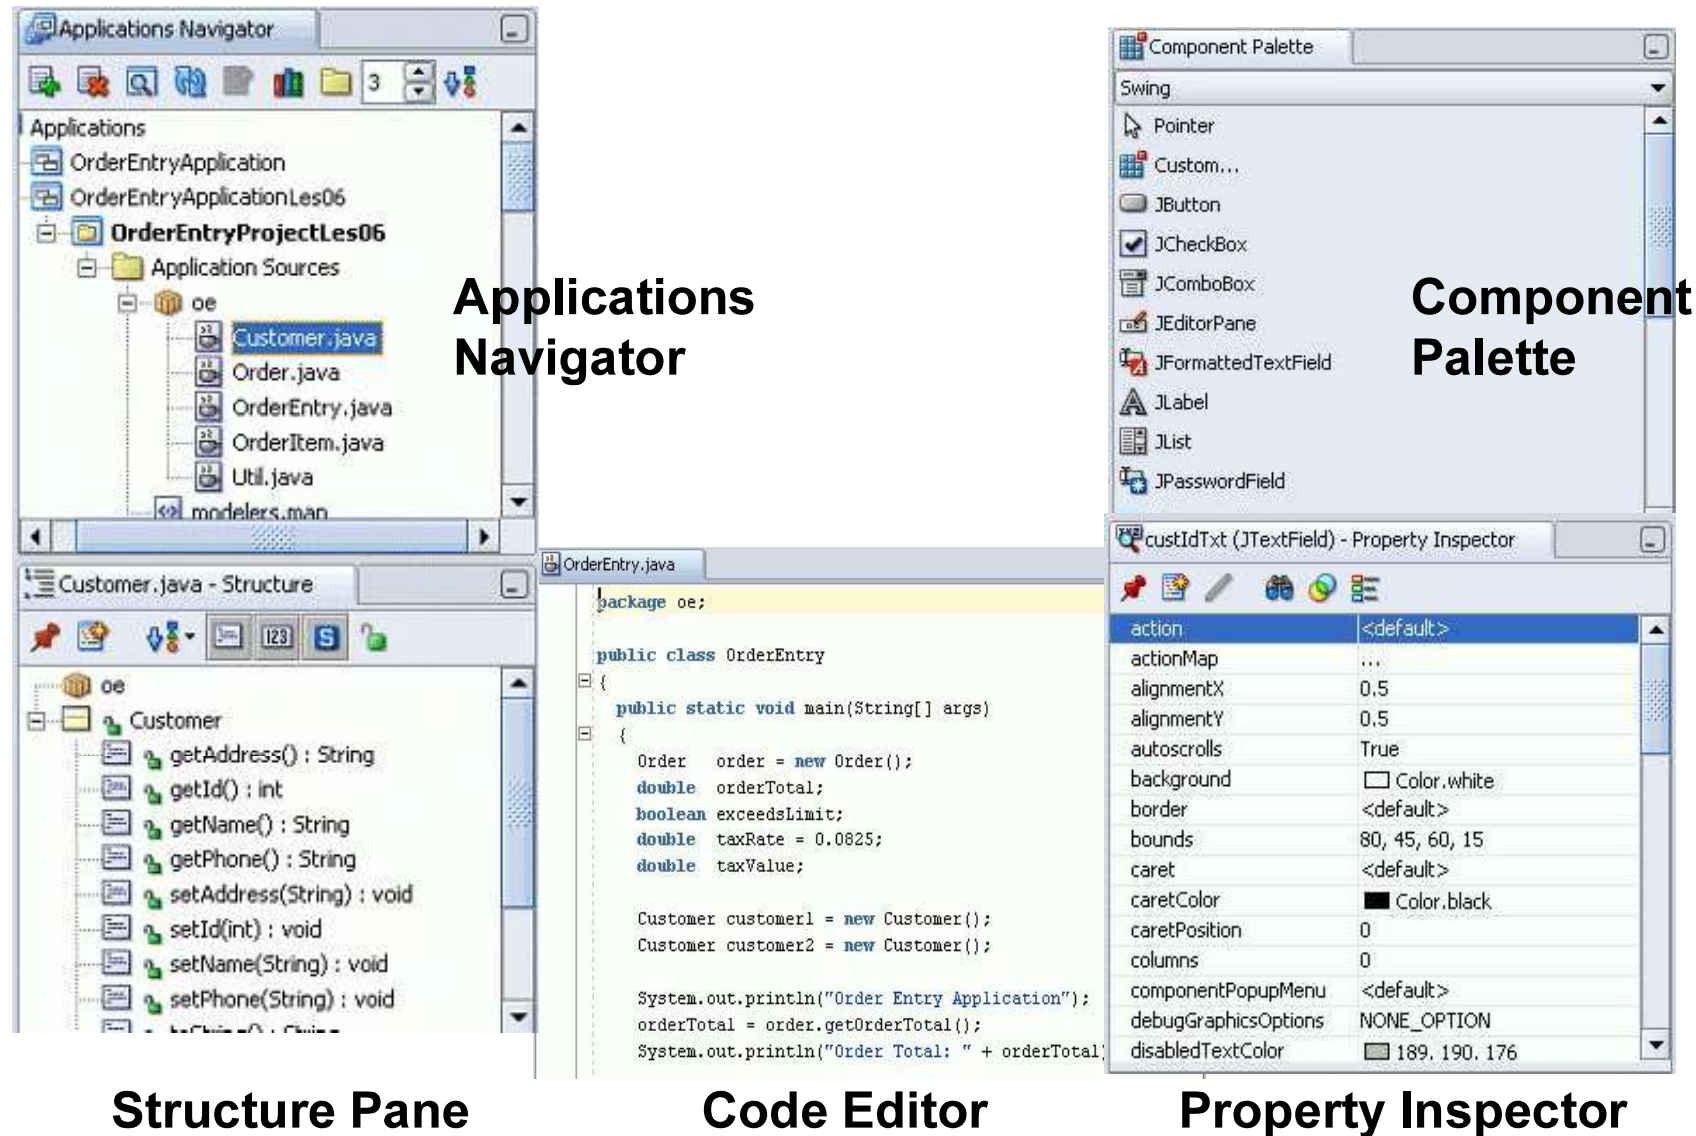 Applications Navigator
3
Applications
OrderEntryApplication
OrderEntryApplicationLes06
OrderEntryProjectLes06
Application Sources
oe
Customer.java
Order.java
OrderEntry.java
OrderItem.java
Util.java
modelers.man
Applications
Navigator
Component Palette
Swing
Pointer
Custom...
JButton
JCheckBox
JComboBox
JEditorPane
JFormattedTextField
JLabel
JList
JPasswordField
Component
Palette
Customer.java - Structure
123
S
oe
Customer
getAddress() : String
getId() : int
getName() : String
getPhone() : String
setAddress(String) : void
setId(int) : void
setName(String) : void
setPhone(String) : void
toString() : String
Structure Pane
OrderEntry.java
package oe;
public class OrderEntry
{
public static void main(String[] args)
{
Order order = new Order();
double orderTotal;
boolean exceedsLimit;
double taxRate = 0.0825;
double taxValue;
Customer customer1 = new Customer();
Customer customer2 = new Customer();
System.out.println("Order Entry Application");
orderTotal = order.getOrderTotal();
System.out.println("Order Total: " + orderTotal)
Code Editor
custIdTxt (JTextField) - Property Inspector
action <default>
actionMap ...
alignmentX 0.5
alignmentY 0.5
autoscrolls True
background Color.white
border <default>
bounds 80, 45, 60, 15
caret <default>
caretColor Color.black
caretPosition 0
columns 0
componentPopupMenu <default>
debugGraphicsOptions NONE_OPTION
disabledTextColor 189, 190, 176
Property Inspector